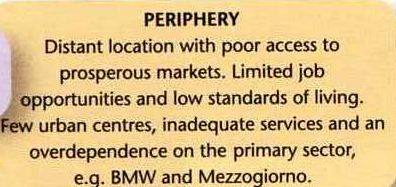 PERIPHERY
Distant location with poor access to
prosperous markets. Limited job
opportunities and low standards of living.
Few urban centres, inadequate services and an
overdependence on the primary sector,
e.g. BMW and Mezzogiorno.